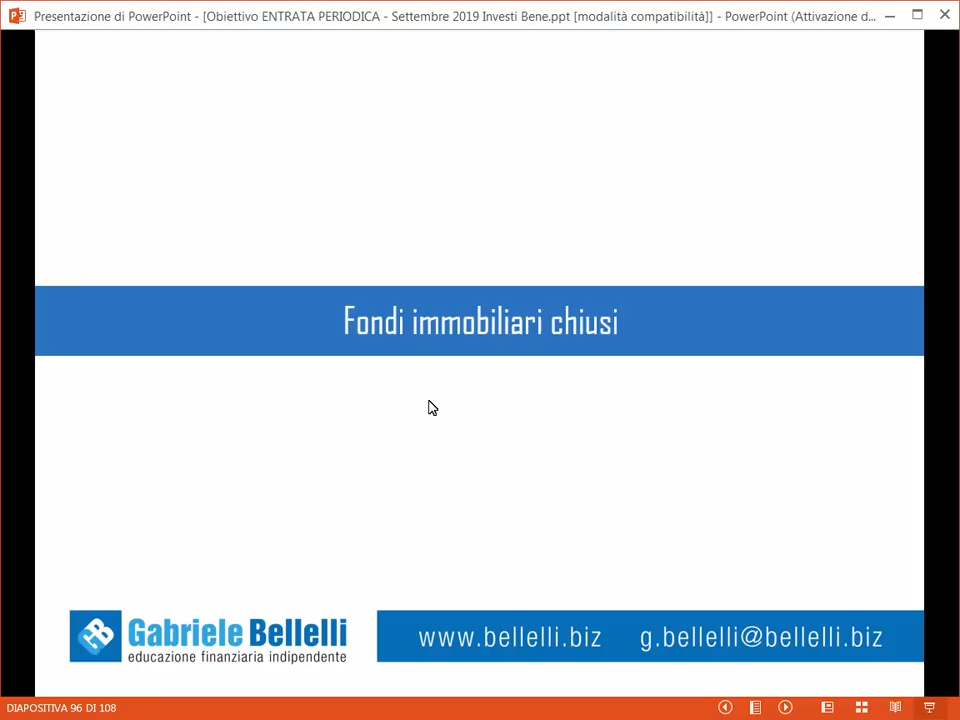 Presentazione di PowerPoint - [Obiettivo ENTRATA PERIODICA - Settembre 2019 Investi Bene.ppt [modalità compatibilità]] - PowerPoint (Attivazione d...
Fondi immobiliari chiusi
Gabriele Bellelli
educazione finanziaria indipendente
www.bellelli.biz g.bellelli@bellelli.biz
DIAPOSITIVA 96 DI 108